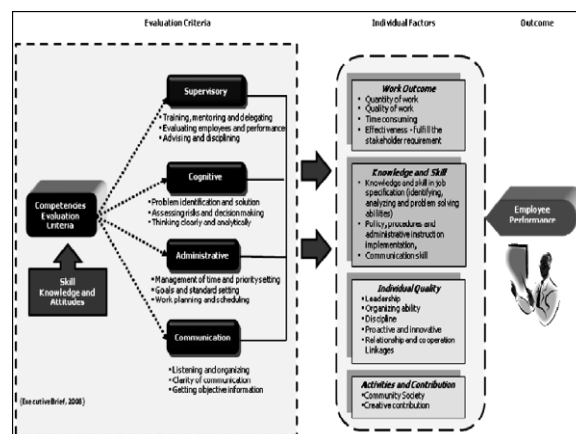 Evaluation Criteria
Individual Factors
Outcome
Competencies
Evaluation
Criteria
Skill
Knowledge and
Attitudes
Supervisory
• Training, mentoring and delegating
• Evaluating employees and performance
• Advising and disciplining
Cognitive
• Problem identification and solution
• Assessing risks and decision making
• Thinking clearly and analytically
Administrative
• Management of time and priority setting
• Goals and standard setting
• Work planning and scheduling
Communication
• Listening and organizing
• Clarity of communication
• Getting objective information
(ExecutiveBrief, 2008)
Work Outcome
• Quantity of work
• Quality of work
• Time consuming
• Effectiveness - fulfill the
stakeholder requirement
Knowledge and Skill
• Knowledge and skill in job
specification (identifying,
analyzing and problem solving
abilities)
• Policy, procedures and
administrative instruction
implementation,
• Communication skill
Individual Quality
• Leadership
• Organizing ability
• Discipline
• Proactive and innovative
• Relationship and cooperation
Linkages
Activities and Contribution
• Community Society
• Creative contribution
Employee
Performance